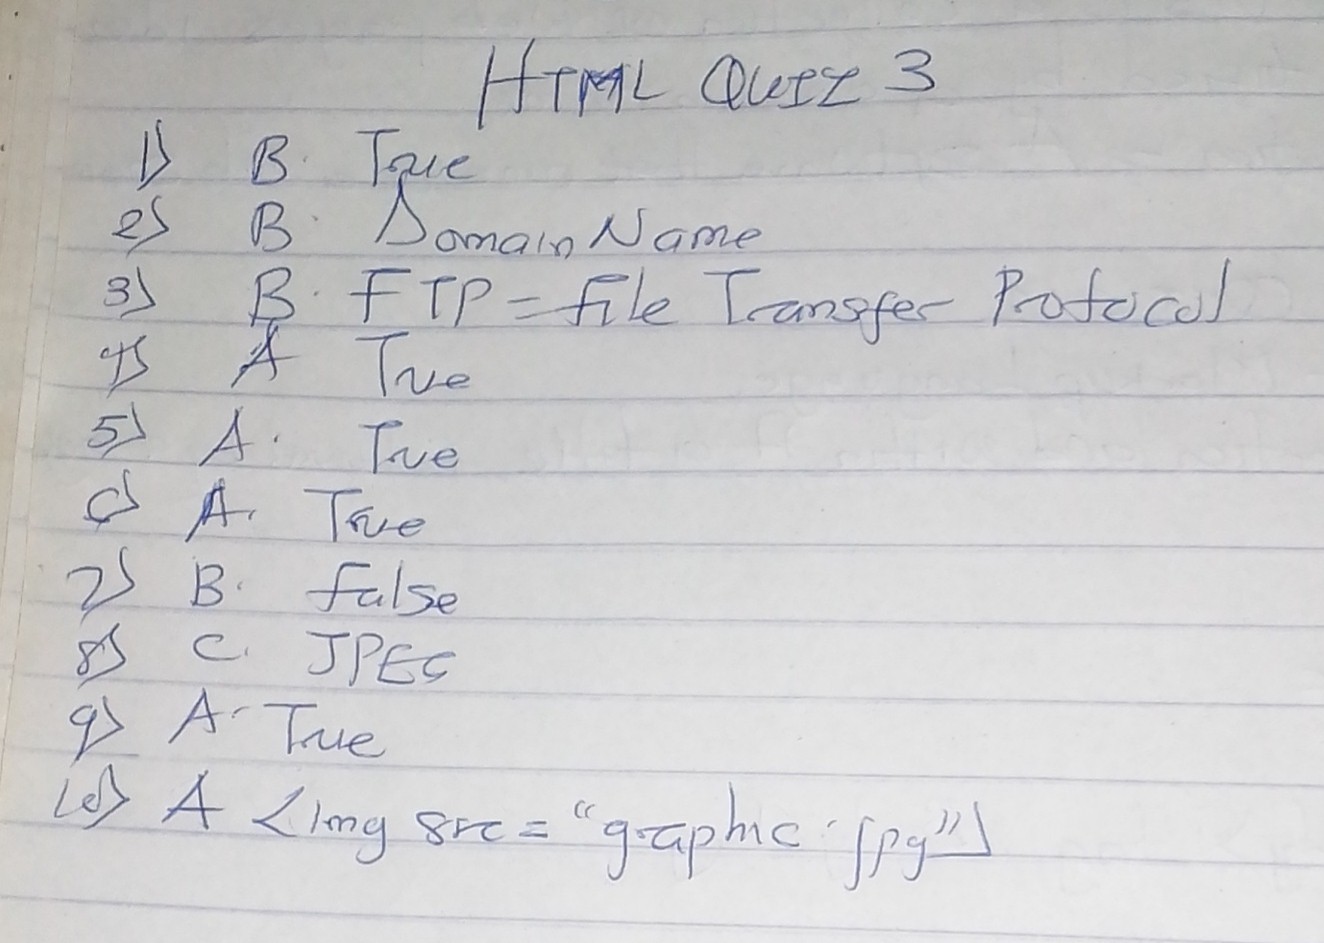 HTML QUIZ 3
1) B. True
2) B. Domain Name
3) B. FTP = file Transfer Protocol
4) A True
5) A. True
6) A. True
7) B. false
8) C. JPEG
9) A. True
10) A <img src = "graphic.jpg">